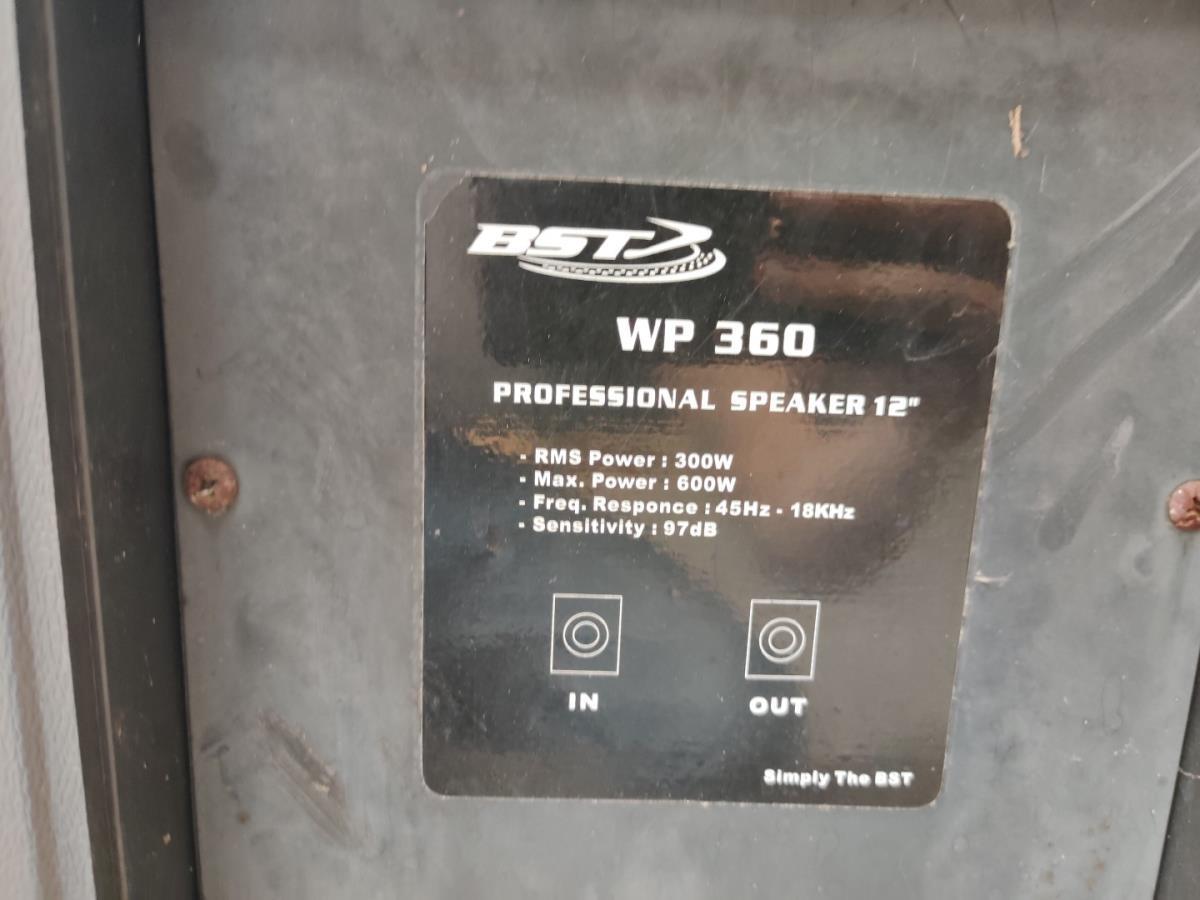 BST
WP 360
PROFESSIONAL SPEAKER 12"
- RMS Power : 300W
- Max. Power : 600W
- Freq. Responce : 45Hz - 18KHz
- Sensitivity : 97dB
IN OUT
Simply The BST